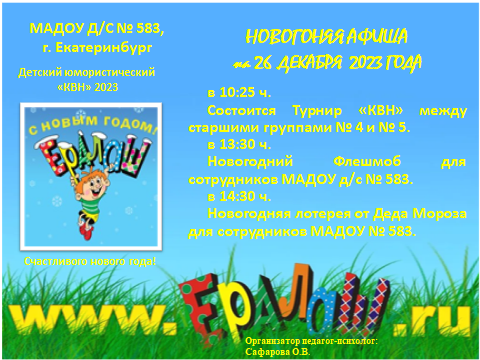 МАДОУ Д/С № 583,
г. Екатеринбург
Детский юмористический
«КВН» 2023
С НОВЫМ ГОДОМ!
ЕРАЛАШ
Счастливого нового года!
НОВОГОНЯЯ АФИША
на 26 ДЕКАБРЯ 2023 ГОДА
в 10:25 ч.
Состоится Турнир «КВН» между
старшими группами № 4 и № 5.
в 13:30 ч.
Новогодний Флешмоб для
сотрудников МАДОУ д/с № 583.
в 14:30 ч.
Новогодняя лотерея от Деда Мороза
для сотрудников МАДОУ № 583.
www.ЕРАЛАШ.ru
Организатор педагог-психолог:
Сафарова О.В.